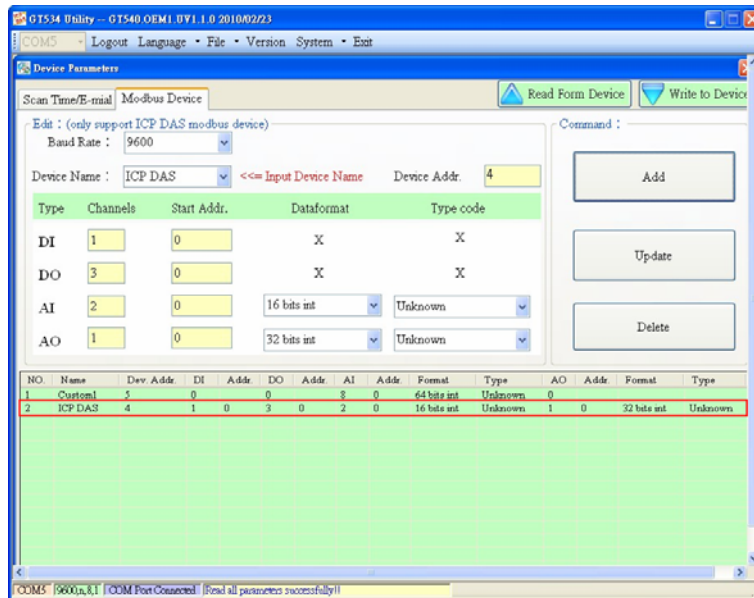 GT534 Utility -- GT540.OEM1.UV1.1.0 2010/02/23
COM5 Logout Language File Version System Exit
Device Parameters
Scan Time/E-mial Modbus Device Read Form Device Write to Device
Edit : (only support ICP DAS modbus device) Command :
Baud Rate : 9600
Device Name : ICP DAS <<= Input Device Name Device Addr. 4 Add
Type Channels Start Addr. Dataformat Type code
DI 1 0 X X
DO 3 0 X X Update
AI 2 0 16 bits int Unknown
AO 1 0 32 bits int Unknown Delete
NO. Name Dev. Addr. DI Addr. DO Addr. AI Addr. Format Type AO Addr. Format Type
1 Custom1 5 0 0 8 0 64 bits int Unknown 0
2 ICP DAS 4 1 0 3 0 2 0 16 bits int Unknown 1 0 32 bits int Unknown
COM5 9600,n,8,1 COM Port Connected Read all parameters successfully!!